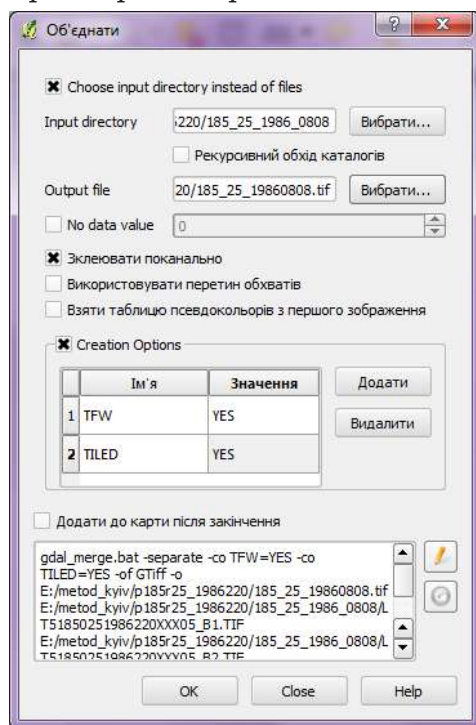 Об'єднати
Choose input directory instead of files
Input directory
;220/185_25_1986_0808
Вибрати...
Рекурсивний обхід каталогів
Output file
20/185_25_19860808.tif
Вибрати...
No data value
0
Зклеювати поканально
Використовувати перетин обхватів
Взяти таблицю псевдокольорів з першого зображення
Creation Options
Ім'я Значення
1 TFW YES
2 TILED YES
Додати
Видалити
Додати до карти після закінчення
gdal_merge.bat -separate -co TFW=YES -co
TILED=YES -of GTiff -o
E:/metod_kyiv/p185r25_1986220/185_25_19860808.tif
E:/metod_kyiv/p185r25_1986220/185_25_1986_0808/L
T51850251986220XXX05_B1.TIF
E:/metod_kyiv/p185r25_1986220/185_25_1986_0808/L
T51850251986220XXX05_B2.TIF
OK
Close
Help